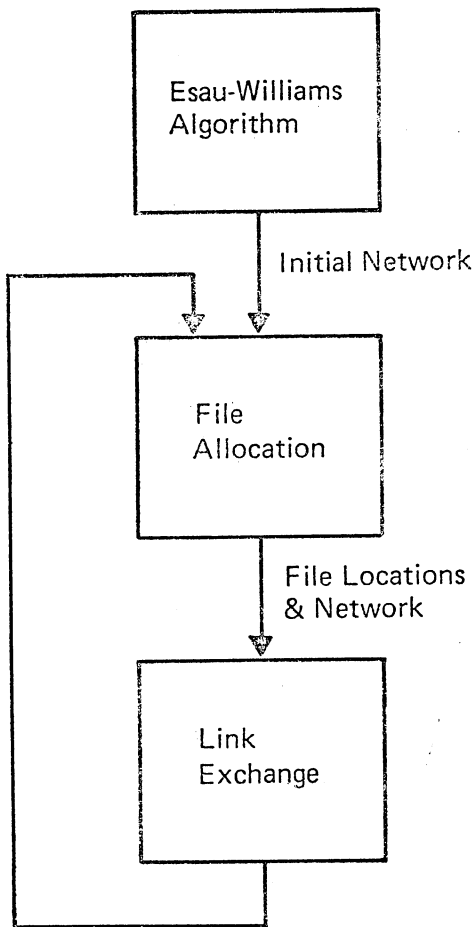 Esau-Williams
Algorithm
Initial Network
File
Allocation
File Locations
& Network
Link
Exchange